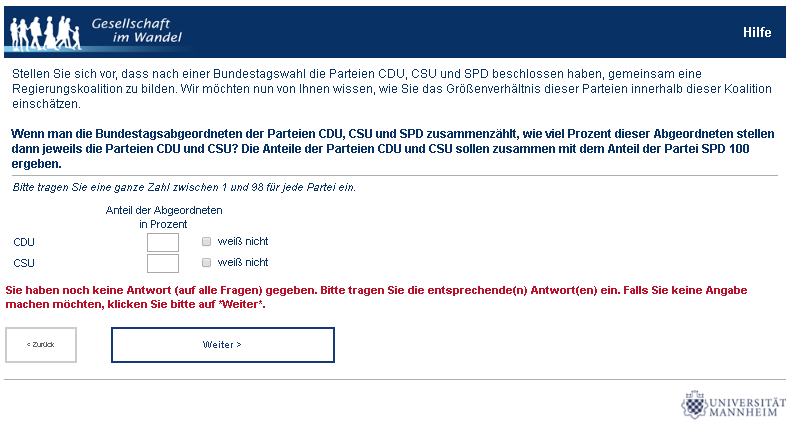 Gesellschaft
im Wandel
Hilfe
Stellen Sie sich vor, dass nach einer Bundestagswahl die Parteien CDU, CSU und SPD beschlossen haben, gemeinsam eine
Regierungskoalition zu bilden. Wir möchten nun von Ihnen wissen, wie Sie das Größenverhältnis dieser Parteien innerhalb dieser Koalition
einschätzen.
Wenn man die Bundestagsabgeordneten der Parteien CDU, CSU und SPD zusammenzählt, wie viel Prozent dieser Abgeordneten stellen
dann jeweils die Parteien CDU und CSU? Die Anteile der Parteien CDU und CSU sollen zusammen mit dem Anteil der Partei SPD 100
ergeben.
Bitte tragen Sie eine ganze Zahl zwischen 1 und 98 für jede Partei ein.
Anteil der Abgeordneten
in Prozent
CDU weiß nicht
CSU weiß nicht
Sie haben noch keine Antwort (auf alle Fragen) gegeben. Bitte tragen Sie die entsprechende(n) Antwort(en) ein. Falls Sie keine Angabe
machen möchten, klicken Sie bitte auf *Weiter*.
< Zurück
Weiter >
UNIVERSITÄT
MANNHEIM